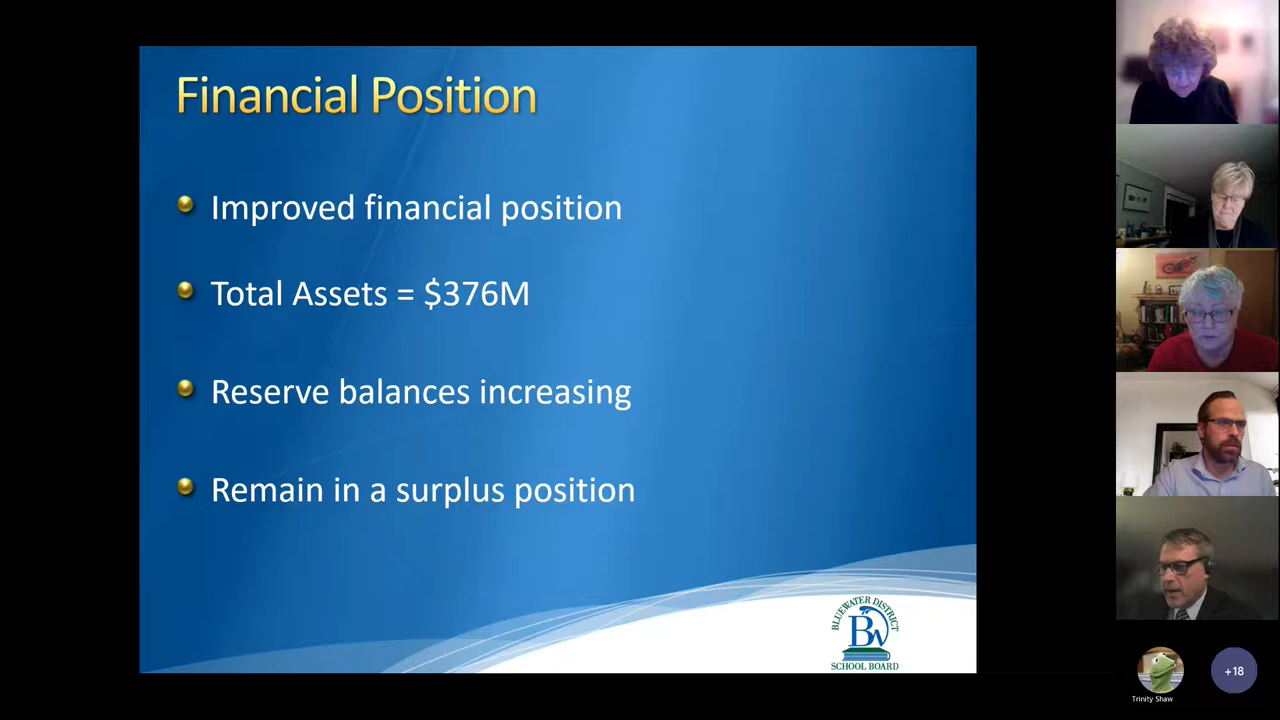 Financial Position
Improved financial position
Total Assets = $376M
Reserve balances increasing
Remain in a surplus position
BLUEWATER DISTRICT
BW
SCHOOL BOARD
Trinity Shaw
+18